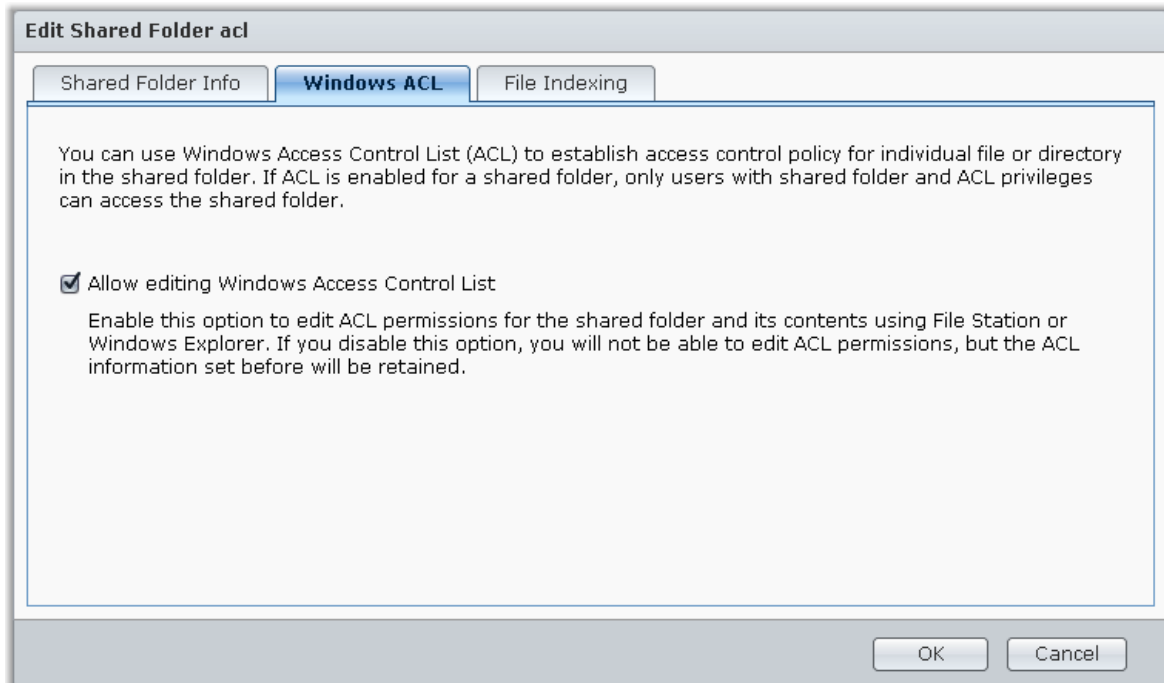 Edit Shared Folder acl
Shared Folder Info
Windows ACL
File Indexing
You can use Windows Access Control List (ACL) to establish access control policy for individual file or directory
in the shared folder. If ACL is enabled for a shared folder, only users with shared folder and ACL privileges
can access the shared folder.
Allow editing Windows Access Control List
Enable this option to edit ACL permissions for the shared folder and its contents using File Station or
Windows Explorer. If you disable this option, you will not be able to edit ACL permissions, but the ACL
information set before will be retained.
OK
Cancel